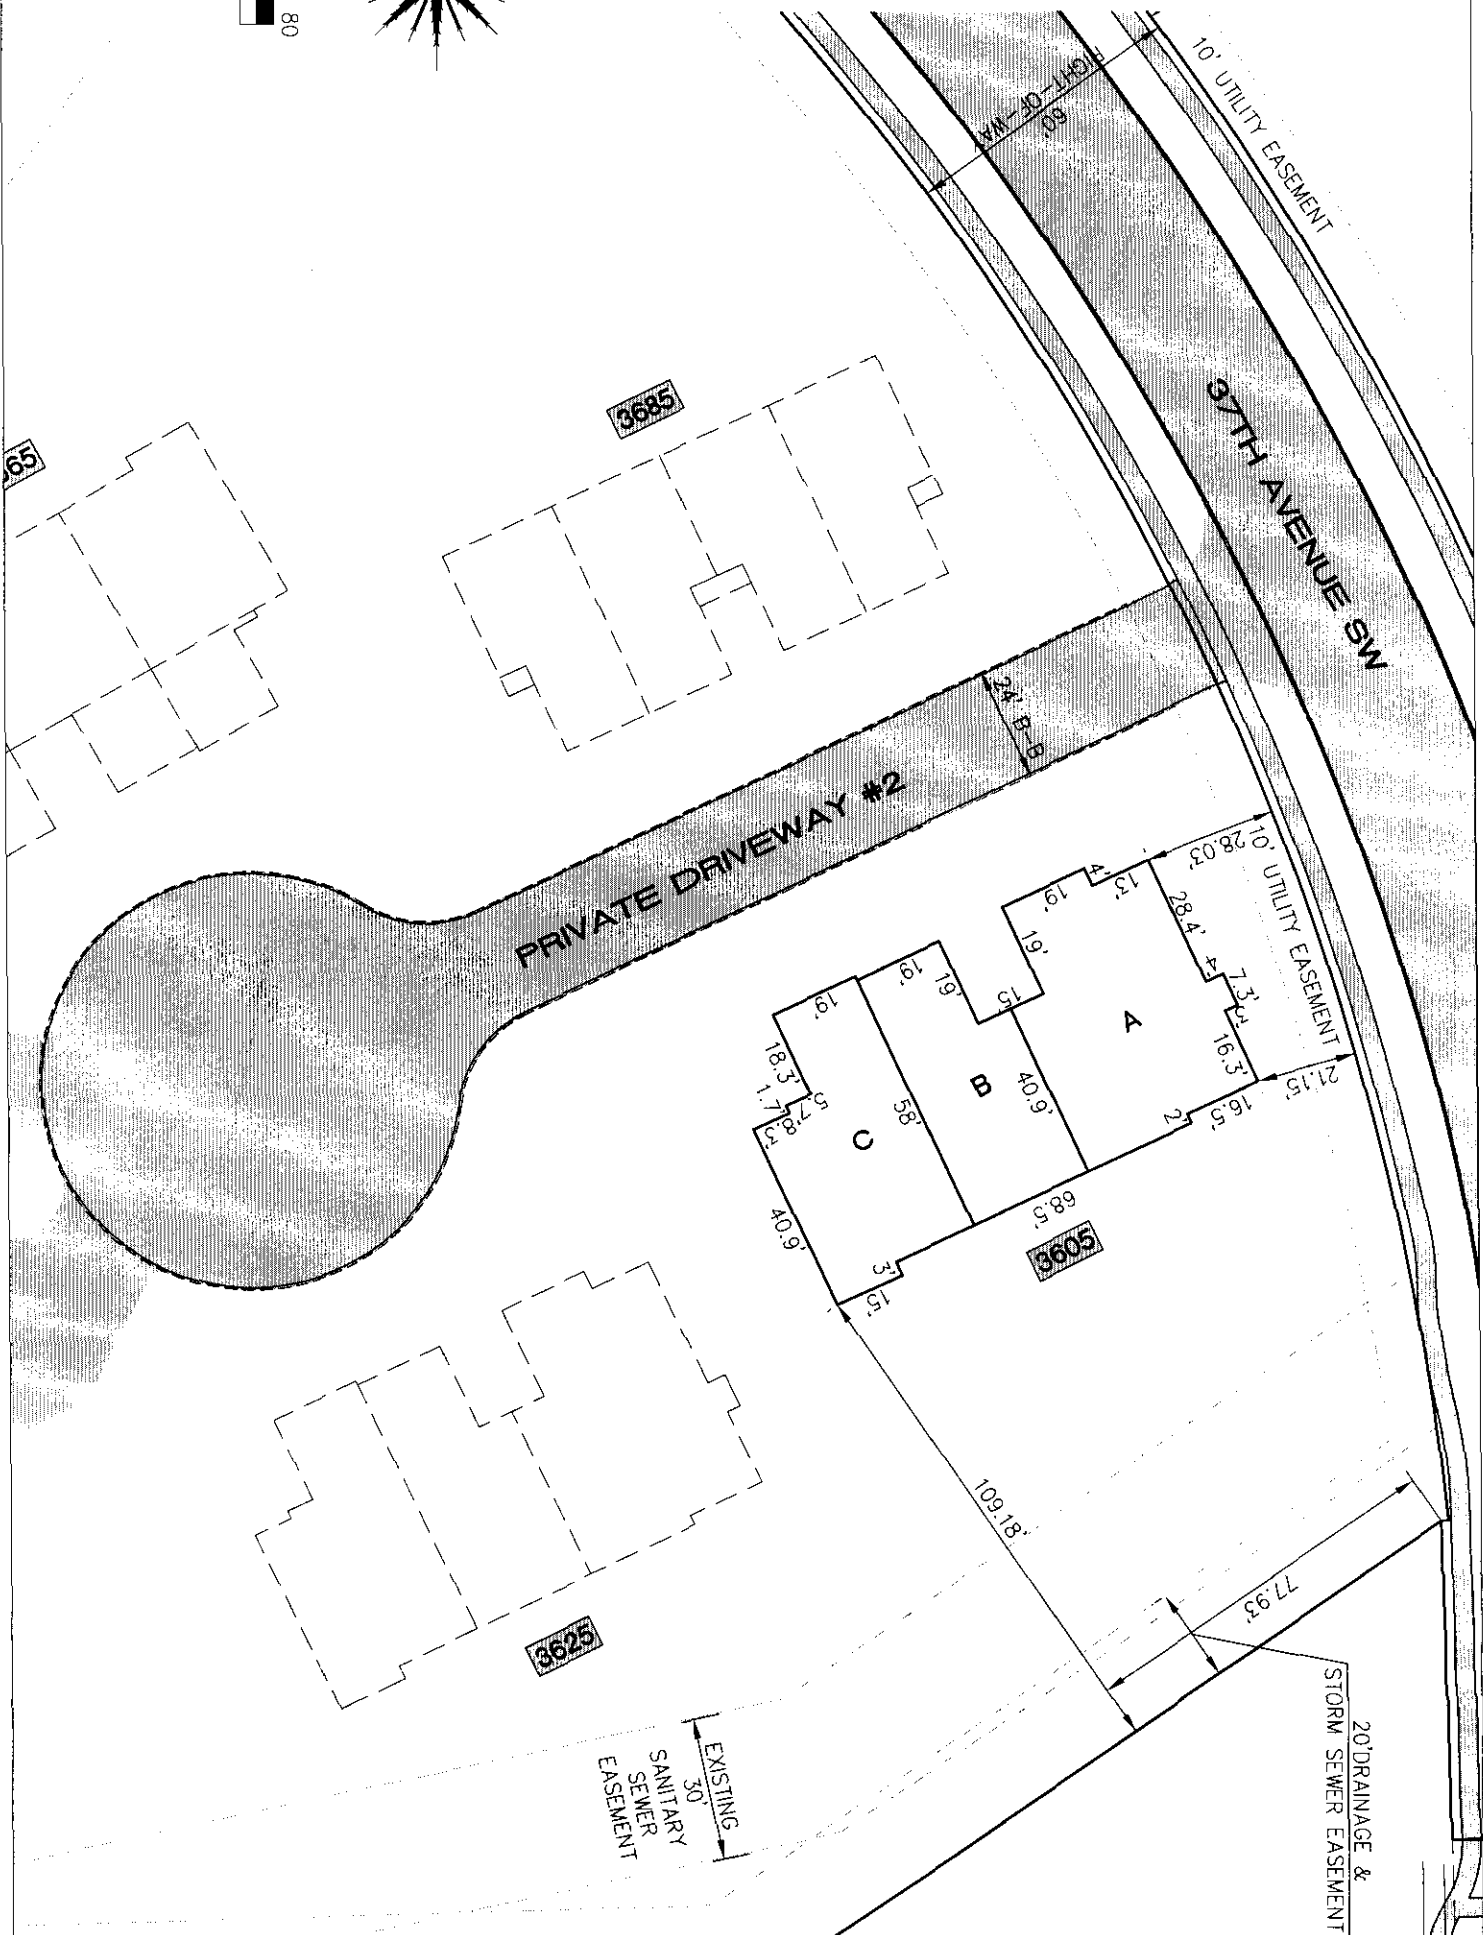 80
10' UTILITY EASEMENT
60'
RIGHT-OF-WA
37TH AVENUE SW
3685
65
24' B-B
PRIVATE DRIVEWAY #2
28.03'
10' UTILITY EASEMENT
21.15'
28.4'
4'
7.3'
3'
16.3'
16.5'
2'
13'
4'
19'
19'
15'
A
40.9'
B
19'
19'
58'
68.5'
C
19'
18.3'
5'
7.8'
1.7'
3'
40.9'
3'
15'
3605
109.18'
77.93'
20' DRAINAGE &
STORM SEWER EASEMENT
3625
EXISTING
30'
SANITARY
SEWER
EASEMENT